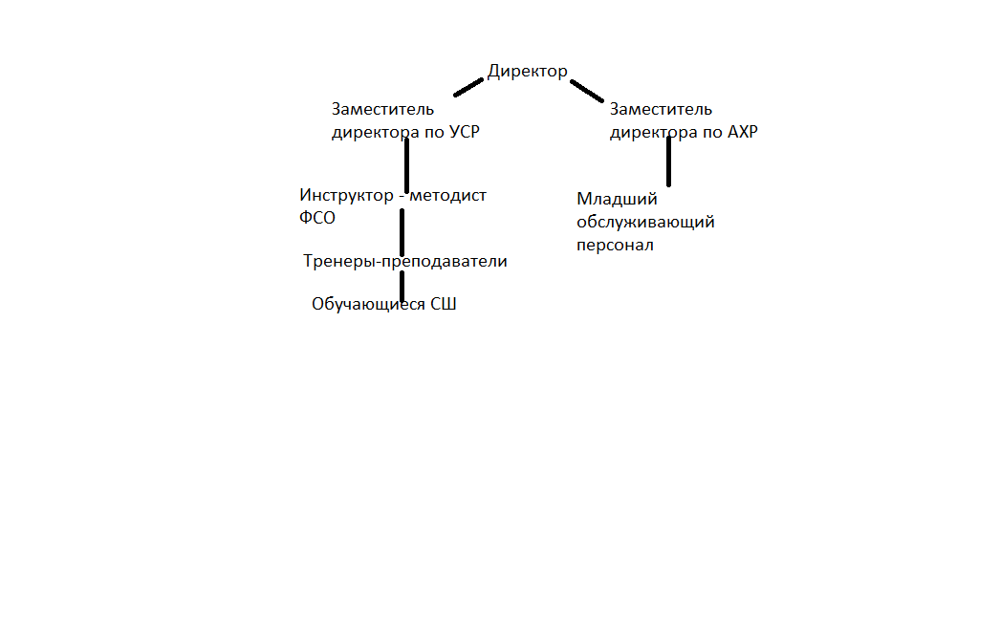 Директор
Заместитель
директора по УСР
Заместитель
директора по АХР
Инструктор - методист
ФСО
Младший
обслуживающий
персонал
Тренеры-преподаватели
Обучающиеся СШ